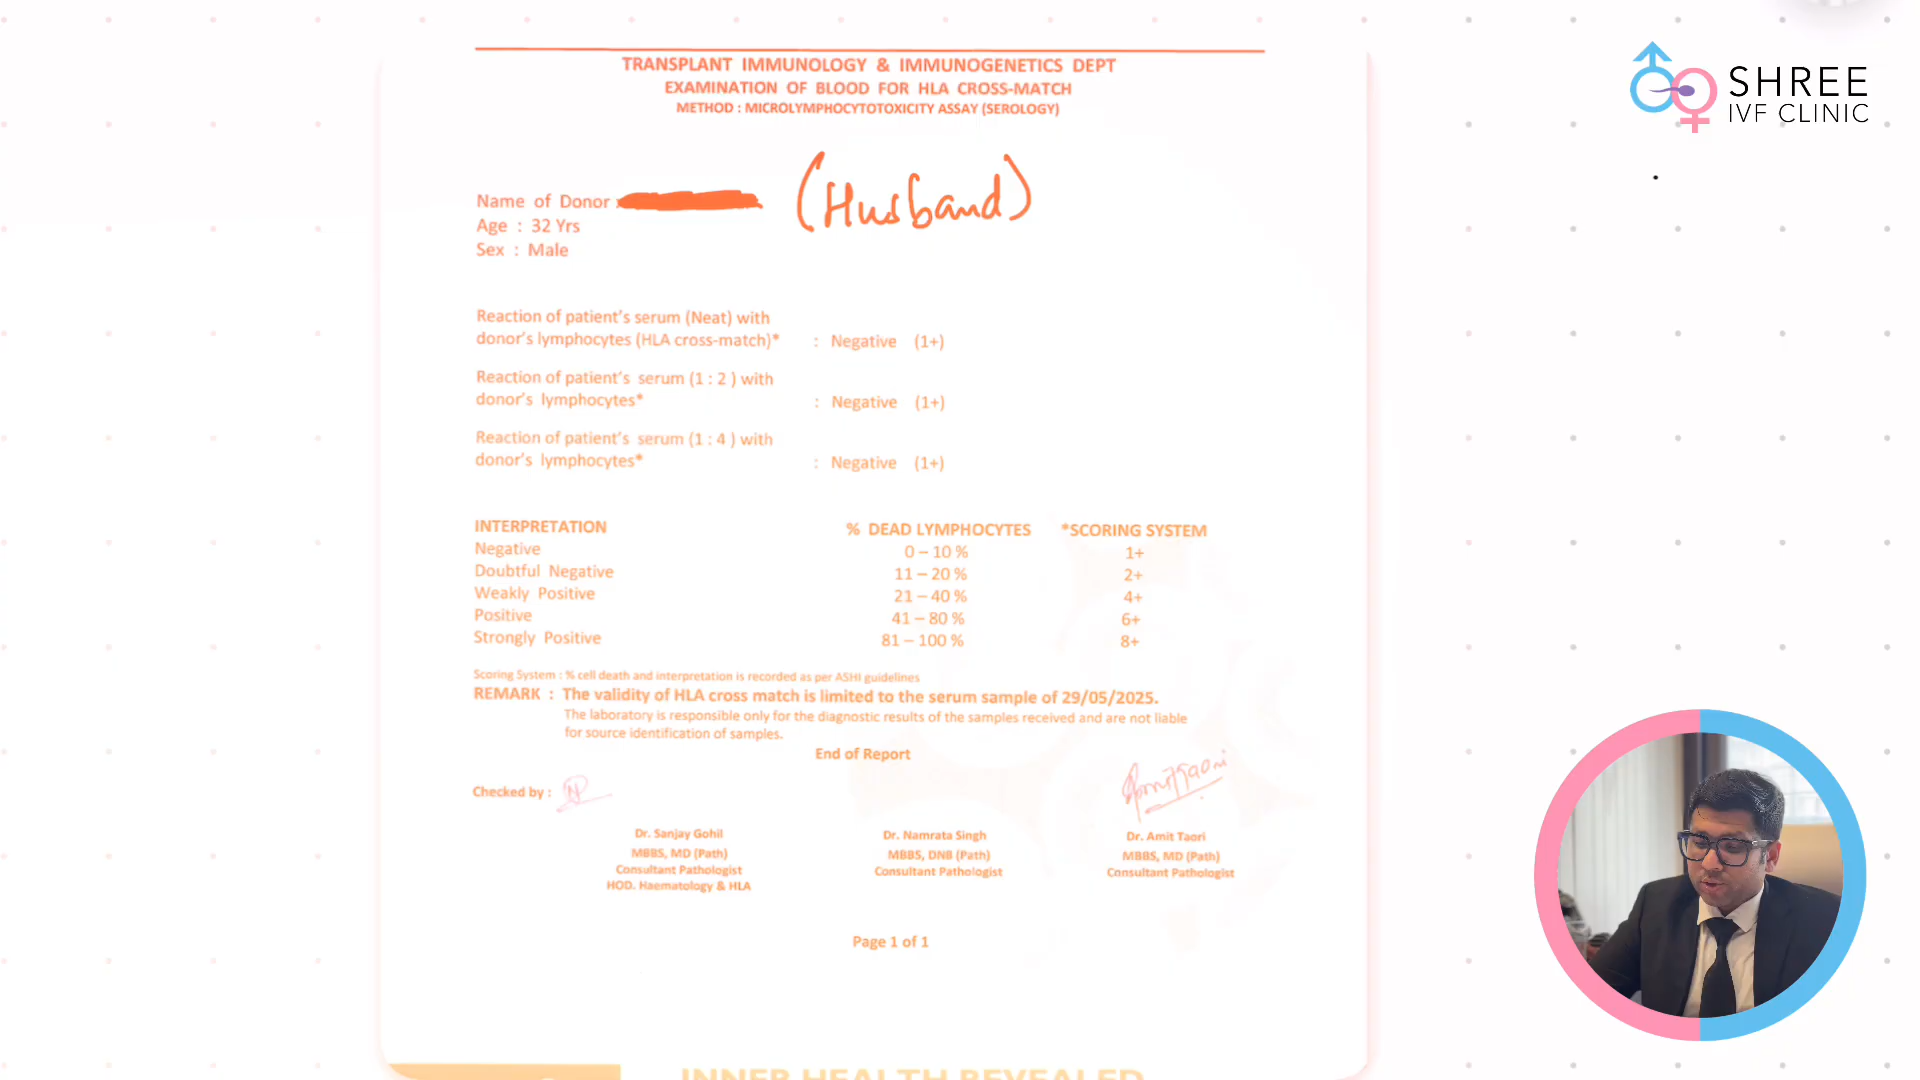 SHREE
IVF CLINIC
TRANSPLANT IMMUNOLOGY & IMMUNOGENETICS DEPT
EXAMINATION OF BLOOD FOR HLA CROSS-MATCH
METHOD : MICROLYMPHOCYTOTOXICITY ASSAY (SEROLOGY)
(Husband)
Name of Donor :
Age : 32 Yrs
Sex : Male
Reaction of patient's serum (Neat) with
donor's lymphocytes (HLA cross-match)* : Negative (1+)
Reaction of patient's serum (1 : 2 ) with
donor's lymphocytes* : Negative (1+)
Reaction of patient's serum (1 : 4 ) with
donor's lymphocytes* : Negative (1+)
INTERPRETATION % DEAD LYMPHOCYTES *SCORING SYSTEM
Negative 0 – 10 % 1+
Doubtful Negative 11 – 20 % 2+
Weakly Positive 21 – 40 % 4+
Positive 41 – 80 % 6+
Strongly Positive 81 – 100 % 8+
Scoring System : % cell death and interpretation is recorded as per ASHI guidelines
REMARK : The validity of HLA cross match is limited to the serum sample of 29/05/2025.
The laboratory is responsible only for the diagnostic results of the samples received and are not liable
for source identification of samples.
End of Report
Checked by :
Dr. Sanjay Gohil Dr. Namrata Singh Dr. Amit Taori
MBBS, MD (Path) MBBS, DNB (Path) MBBS, MD (Path)
Consultant Pathologist Consultant Pathologist Consultant Pathologist
HOD. Haematology & HLA
Page 1 of 1
INNER HEALTH REVEALED